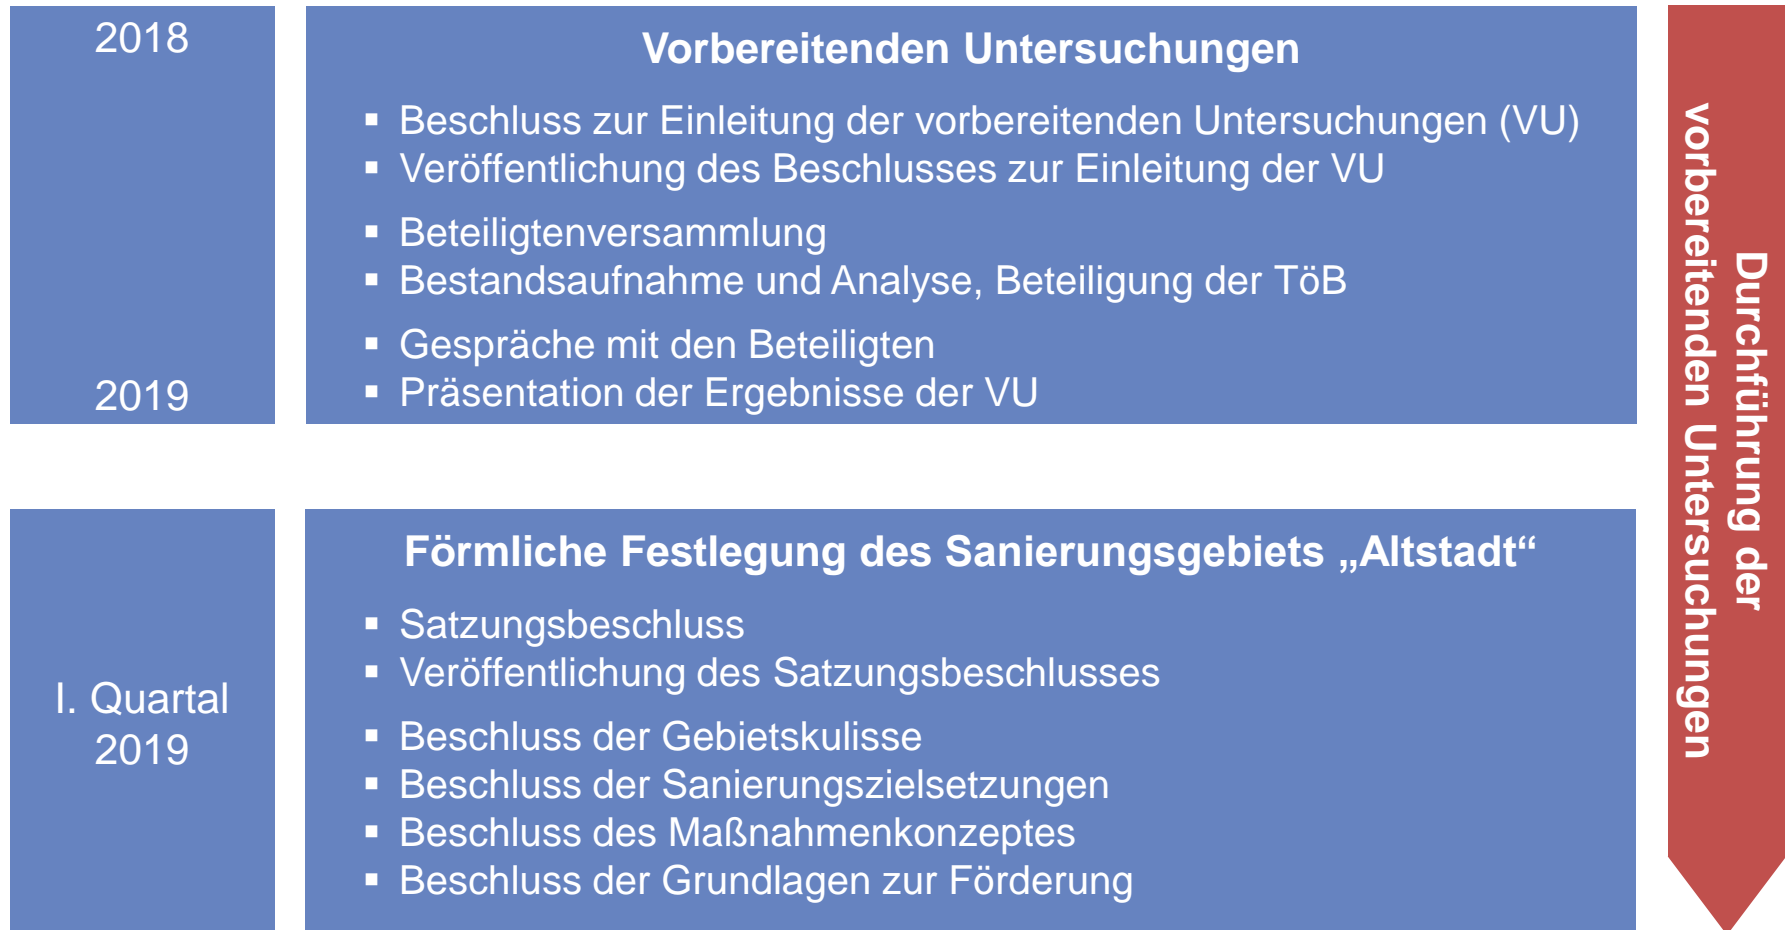 2018
2019
Vorbereitenden Untersuchungen
▪ Beschluss zur Einleitung der vorbereitenden Untersuchungen (VU)
▪ Veröffentlichung des Beschlusses zur Einleitung der VU
▪ Beteiligtenversammlung
▪ Bestandsaufnahme und Analyse, Beteiligung der TöB
▪ Gespräche mit den Beteiligten
▪ Präsentation der Ergebnisse der VU
I. Quartal
2019
Förmliche Festlegung des Sanierungsgebiets „Altstadt“
▪ Satzungsbeschluss
▪ Veröffentlichung des Satzungsbeschlusses
▪ Beschluss der Gebietskulisse
▪ Beschluss der Sanierungszielsetzungen
▪ Beschluss des Maßnahmenkonzeptes
▪ Beschluss der Grundlagen zur Förderung
Durchführung der
vorbereitenden Untersuchungen